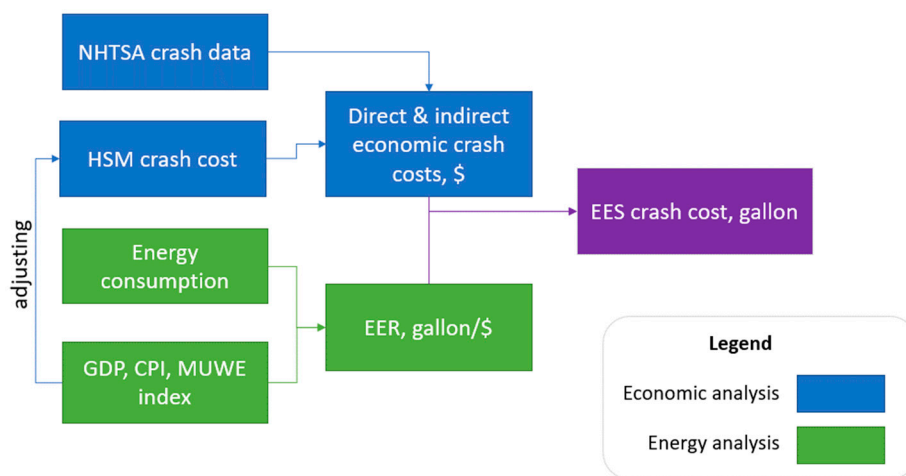 NHTSA crash data
HSM crash cost
Direct & indirect
economic crash
costs, $
EES crash cost, gallon
adjusting
Energy
consumption
EER, gallon/$
GDP, CPI, MUWE
index
Legend
Economic analysis
Energy analysis